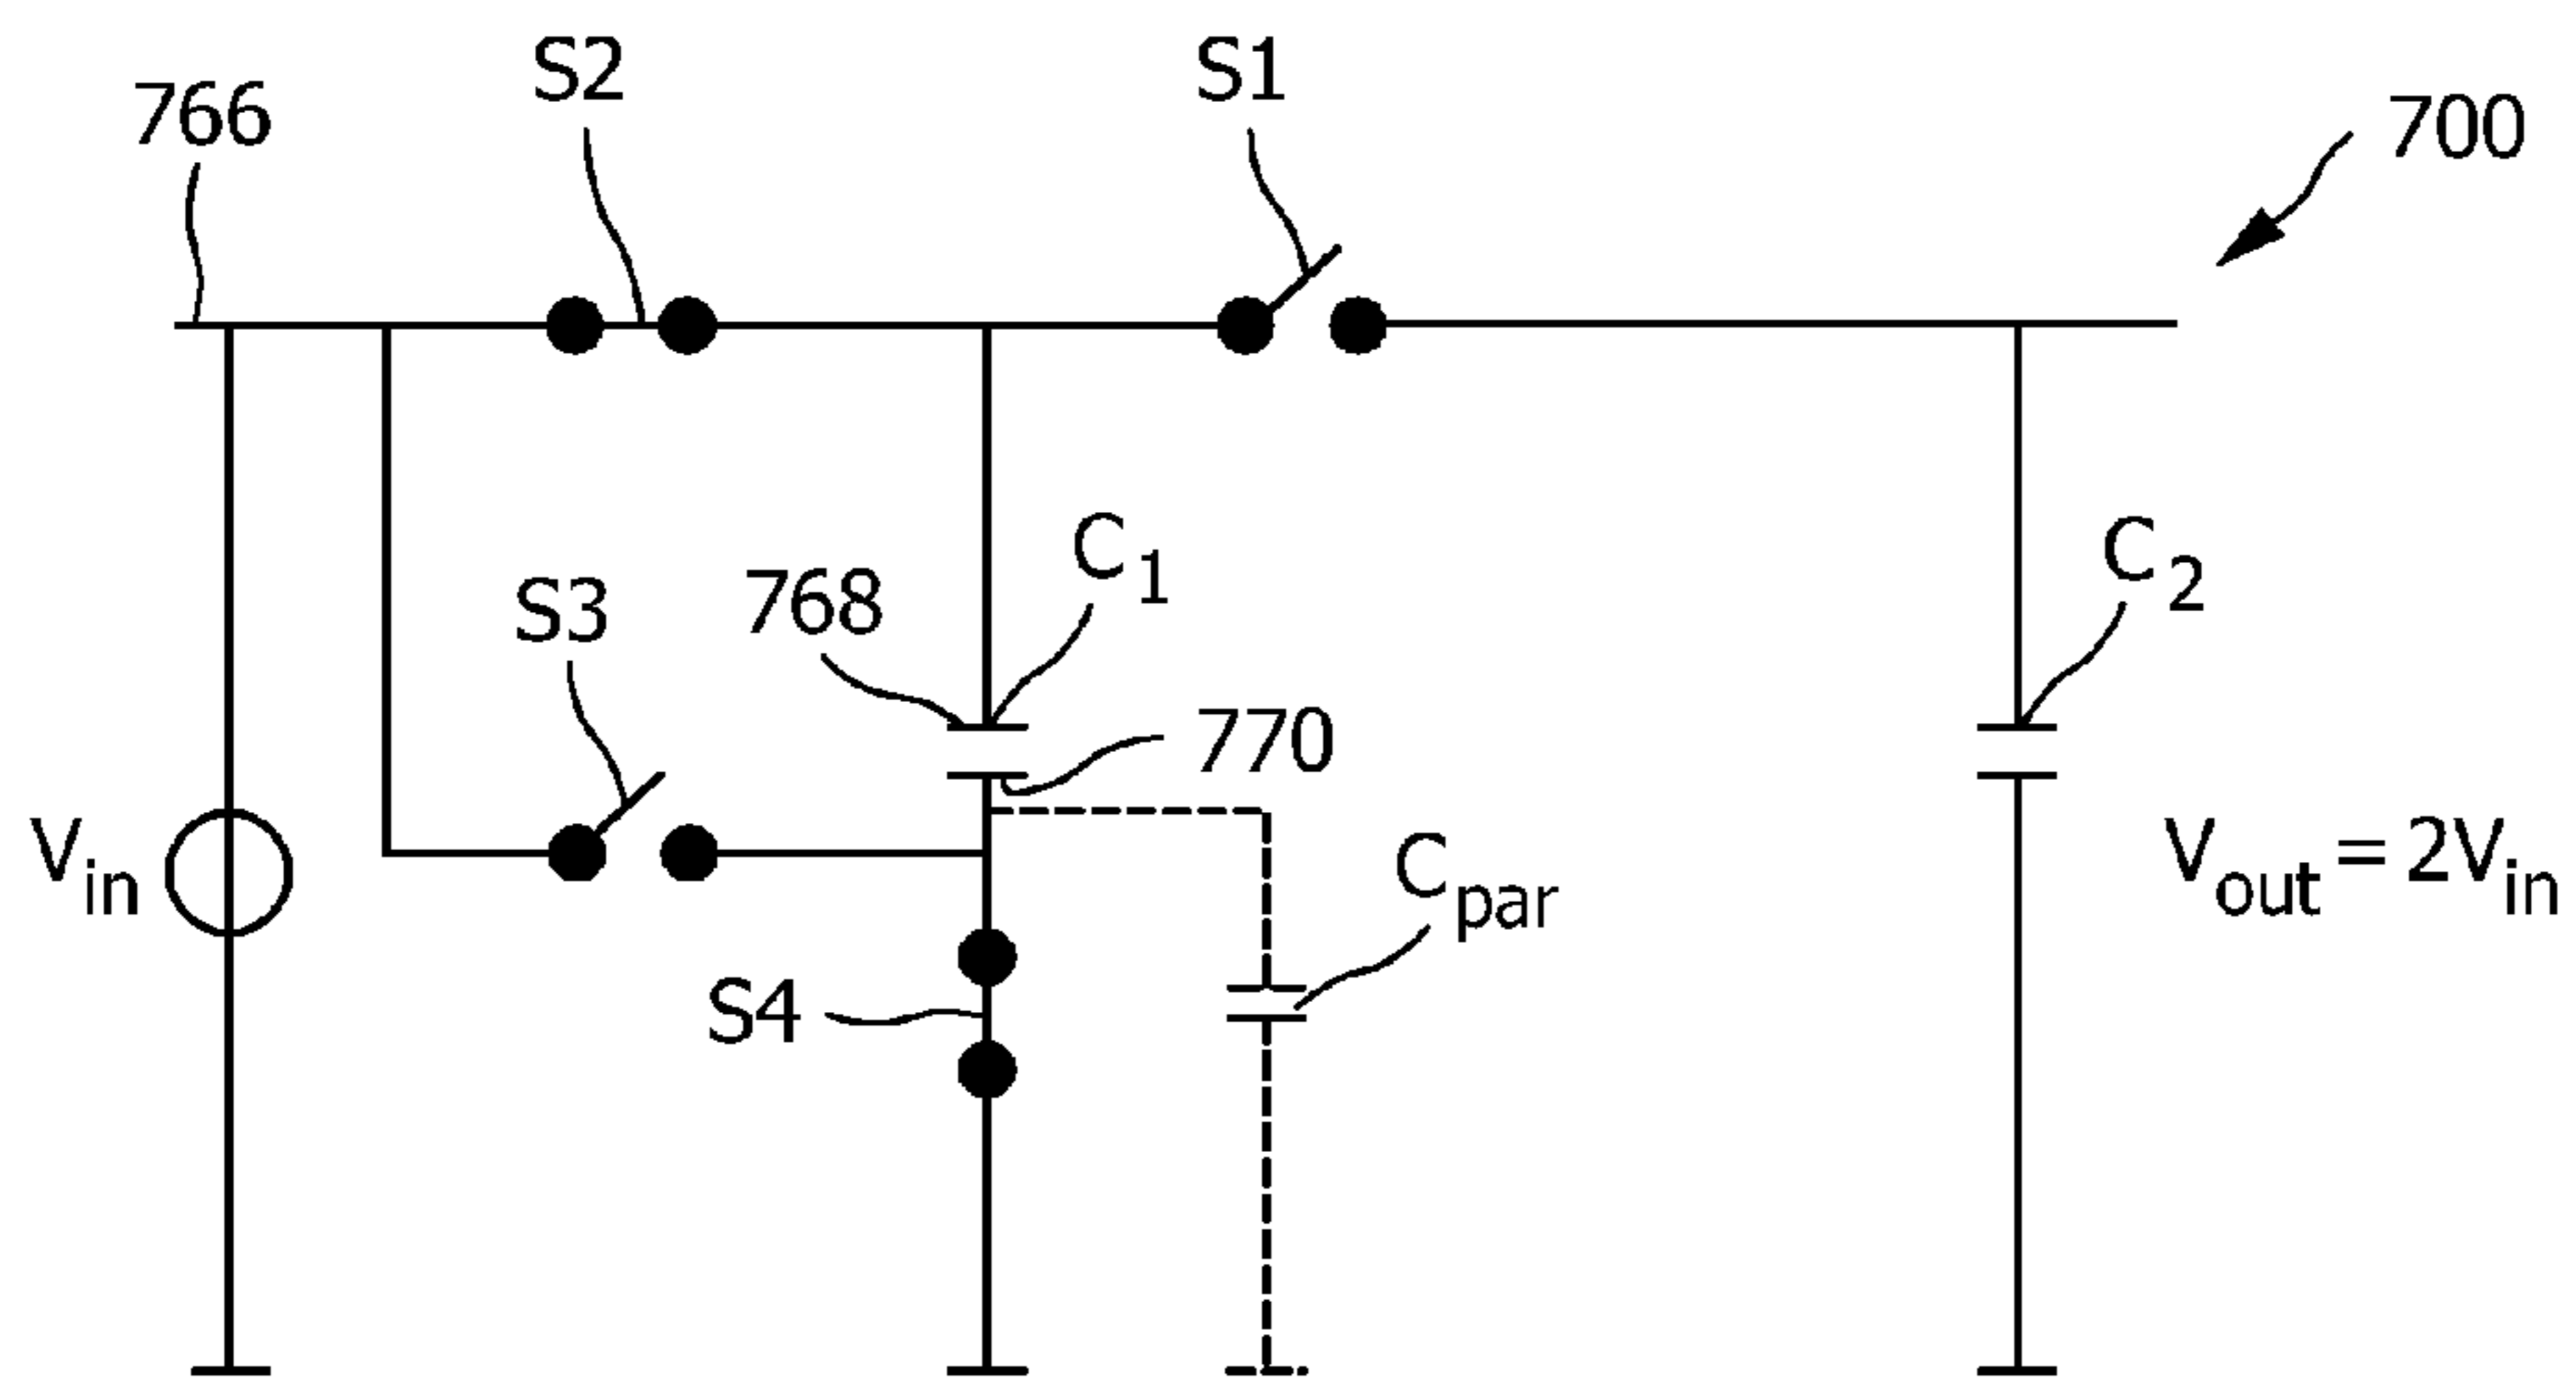 S2
S1
766
700
C1
C2
768
S3
770
Vin
Cpar
Vout = 2Vin
S4